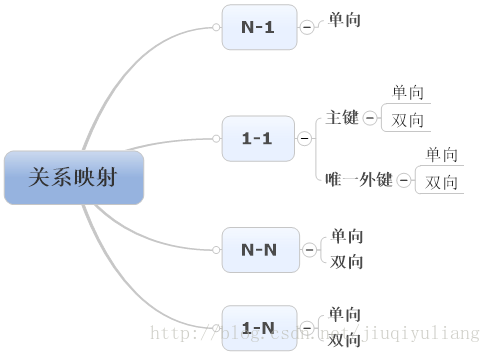 关系映射
N-1
单向
1-1
主键
单向
双向
唯一外键
单向
双向
N-N
单向
双向
1-N
单向
双向
http://blog.csdn.net/jiuqiyuliang